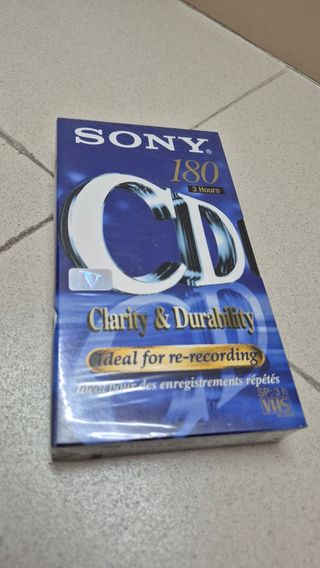 SONY®
180
3 Hours
CD
V
Clarity & Durability
Ideal for re-recording
Idéal pour des enregistrements répétés
SP: 3 h
VHS